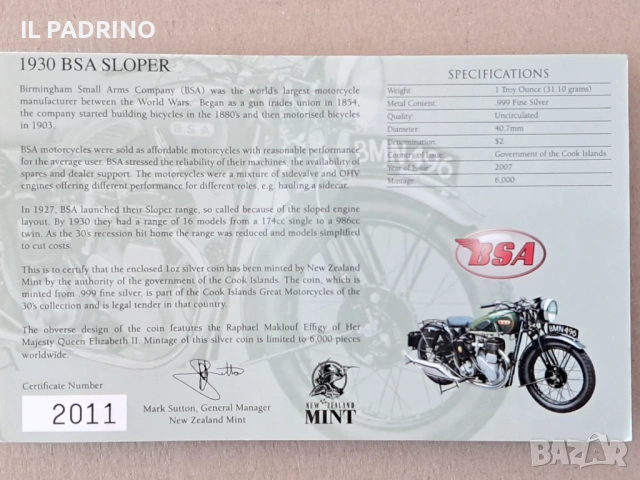 IL PADRINO
1930 BSA SLOPER
Birmingham Small Arms Company (BSA) was the world's largest motorcycle
manufacturer between the World Wars. Began as a gun trades union in 1854,
the company started building bicycles in the 1880's and then motorised bicycles
in 1903.
BSA motorcycles were sold as affordable motorcycles with reasonable performance
for the average user. BSA stressed the reliability of their machines, the availability of
spares and dealer support. The motorcycles were a mixture of sidevalve and OHV
engines offering different performance for different roles, e.g. hauling a sidecar.
In 1927, BSA launched their Sloper range, so called because of the sloped engine
layout. By 1930 they had a range of 16 models from a 174cc single to a 986cc
twin. As the 30's recession hit home the range was reduced and models simplified
to cut costs.
This is to certify that the enclosed 1oz silver coin has been minted by New Zealand
Mint by the authority of the government of the Cook Islands. The coin, which is
minted from .999 fine silver, is part of the Cook Islands Great Motorcycles of the
30's collection and is legal tender in that country.
The obverse design of the coin features the Raphael Maklouf Effigy of Her
Majesty Queen Elizabeth II. Mintage of this silver coin is limited to 6,000 pieces
worldwide.
Certificate Number
2011
Mark Sutton, General Manager
New Zealand Mint
NEW ZEALAND
MINT
SPECIFICATIONS
Weight: 1 Troy Ounce (31.10 grams)
Metal Content: .999 Fine Silver
Quality: Uncirculated
Diameter: 40.7mm
Denomination: $2
Country of Issue: Government of the Cook Islands
Year of Issue: 2007
Mintage: 6,000
BMN496
BSA
BMN496
BAZAR